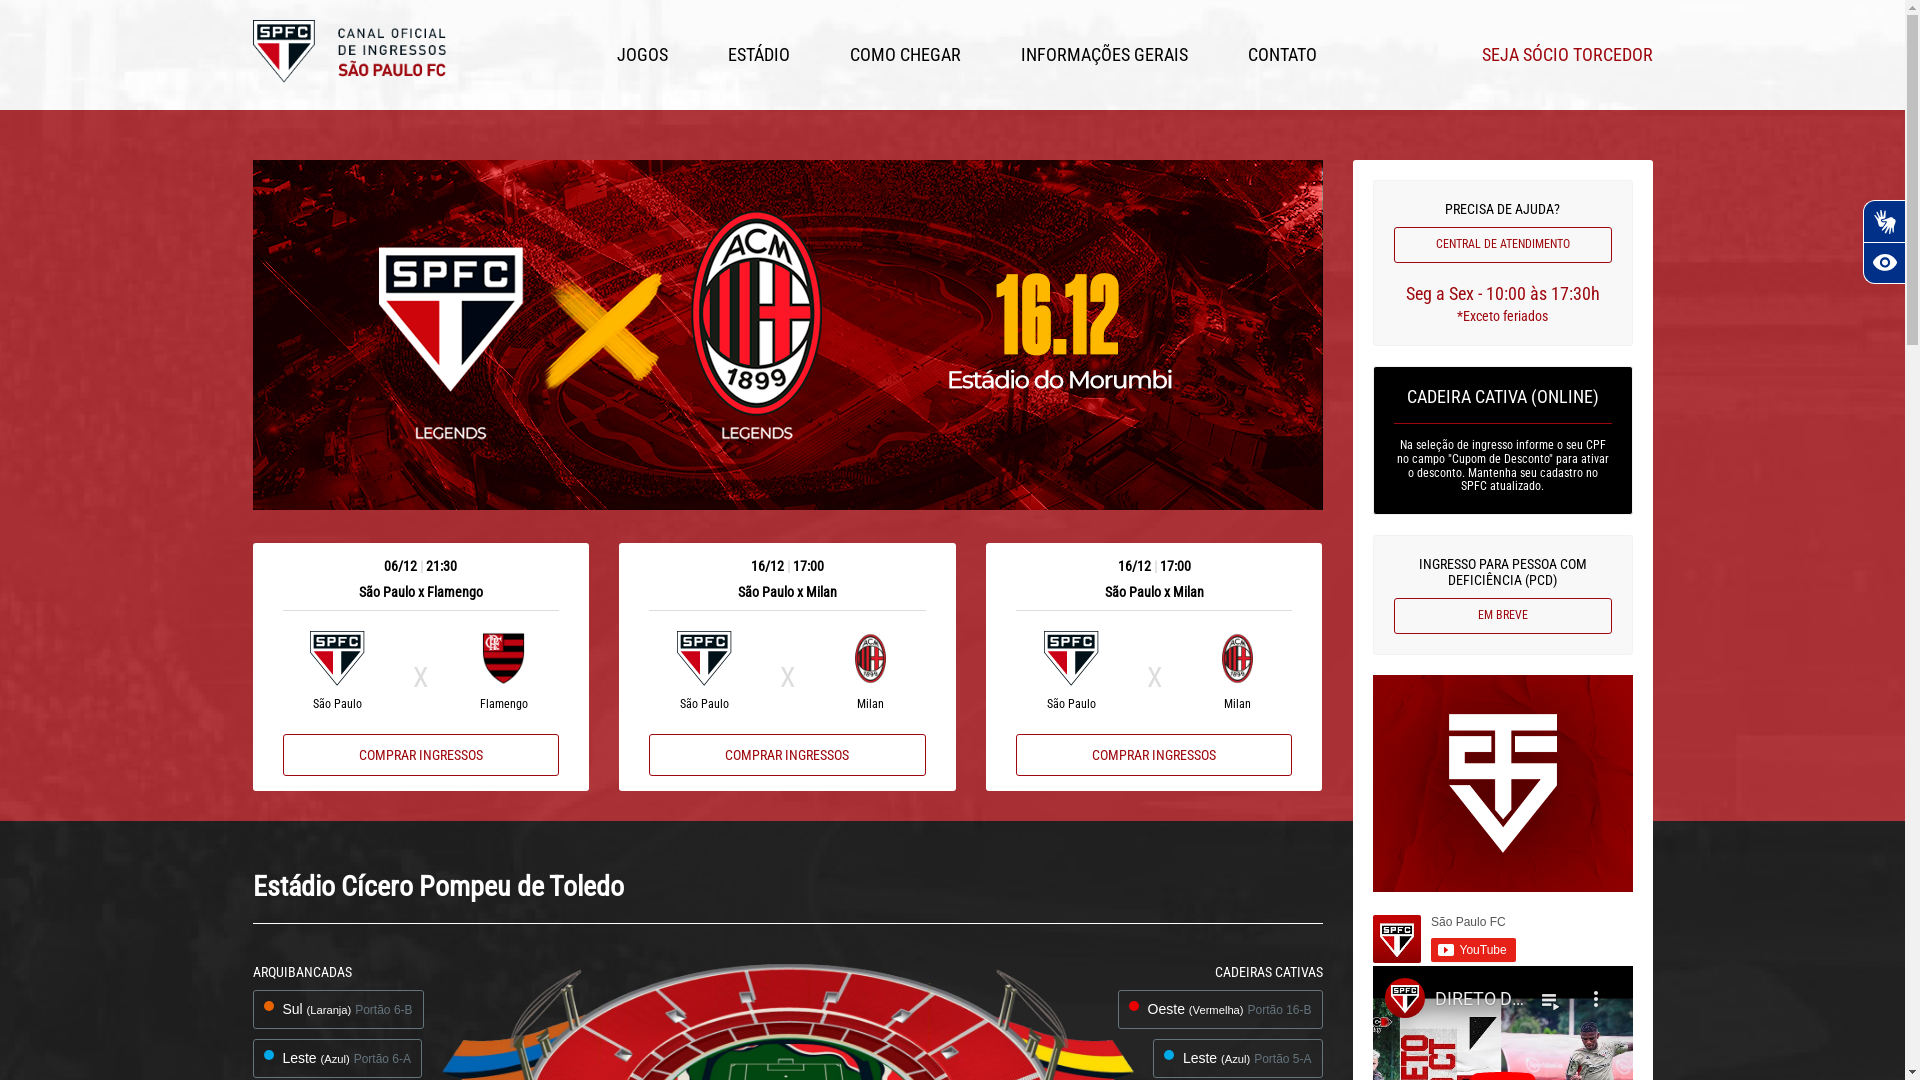 SPFC
CANAL OFICIAL
DE INGRESSOS
SÃO PAULO FC
JOGOS
ESTÁDIO
COMO CHEGAR
INFORMAÇÕES GERAIS
CONTATO
SEJA SÓCIO TORCEDOR
SPFC
LEGENDS
ACM
1899
LEGENDS
16.12
Estádio do Morumbi
06/12 | 21:30
São Paulo x Flamengo
SPFC
X
São Paulo
Flamengo
COMPRAR INGRESSOS
16/12 | 17:00
São Paulo x Milan
SPFC
X
São Paulo
Milan
COMPRAR INGRESSOS
16/12 | 17:00
São Paulo x Milan
SPFC
X
São Paulo
Milan
COMPRAR INGRESSOS
PRECISA DE AJUDA?
CENTRAL DE ATENDIMENTO
Seg a Sex - 10:00 às 17:30h
*Exceto feriados
CADEIRA CATIVA (ONLINE)
Na seleção de ingresso informe o seu CPF
no campo "Cupom de Desconto" para ativar
o desconto. Mantenha seu cadastro no
SPFC atualizado.
INGRESSO PARA PESSOA COM
DEFICIÊNCIA (PCD)
EM BREVE
SPFC
São Paulo FC
YouTube
SPFC
DIRETO D...
Estádio Cícero Pompeu de Toledo
ARQUIBANCADAS
Sul (Laranja) Portão 6-B
Leste (Azul) Portão 6-A
CADEIRAS CATIVAS
Oeste (Vermelha) Portão 16-B
Leste (Azul) Portão 5-A